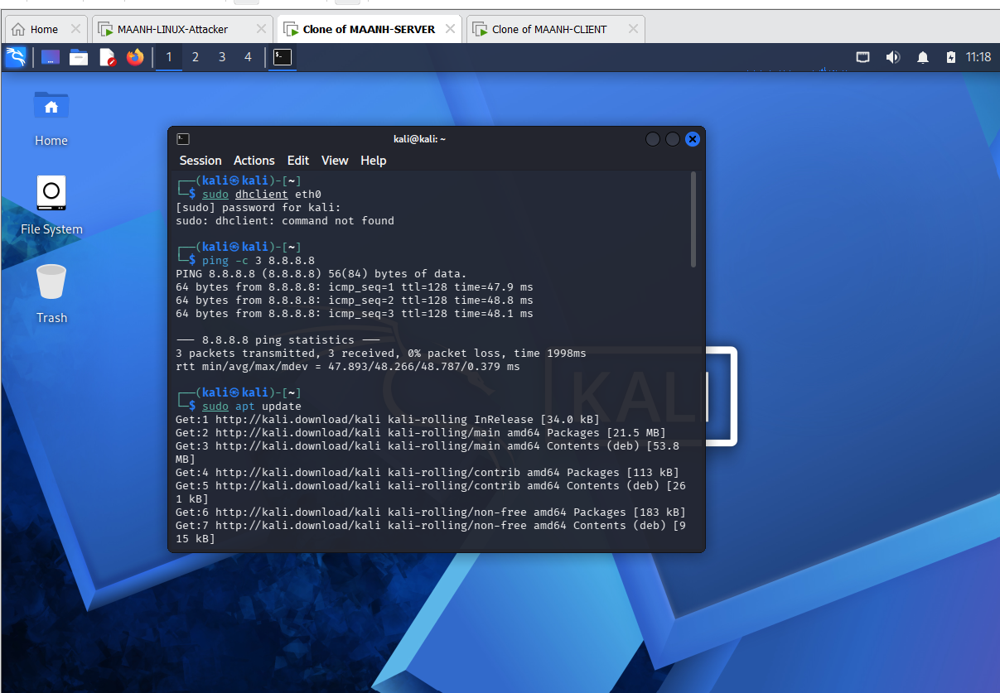 Home
MAANH-LINUX-Attacker
Clone of MAANH-SERVER
Clone of MAANH-CLIENT
1 2 3 4
11:18
Home
File System
Trash
kali@kali: ~
Session Actions Edit View Help
┌──(kali㉿kali)-[~]
└─$ sudo dhclient eth0
[sudo] password for kali:
sudo: dhclient: command not found
┌──(kali㉿kali)-[~]
└─$ ping -c 3 8.8.8.8
PING 8.8.8.8 (8.8.8.8) 56(84) bytes of data.
64 bytes from 8.8.8.8: icmp_seq=1 ttl=128 time=47.9 ms
64 bytes from 8.8.8.8: icmp_seq=2 ttl=128 time=48.8 ms
64 bytes from 8.8.8.8: icmp_seq=3 ttl=128 time=48.1 ms
--- 8.8.8.8 ping statistics ---
3 packets transmitted, 3 received, 0% packet loss, time 1998ms
rtt min/avg/max/mdev = 47.893/48.266/48.787/0.379 ms
┌──(kali㉿kali)-[~]
└─$ sudo apt update
Get:1 http://kali.download/kali kali-rolling InRelease [34.0 kB]
Get:2 http://kali.download/kali kali-rolling/main amd64 Packages [21.5 MB]
Get:3 http://kali.download/kali kali-rolling/main amd64 Contents (deb) [53.8
MB]
Get:4 http://kali.download/kali kali-rolling/contrib amd64 Packages [113 kB]
Get:5 http://kali.download/kali kali-rolling/contrib amd64 Contents (deb) [26
1 kB]
Get:6 http://kali.download/kali kali-rolling/non-free amd64 Packages [183 kB]
Get:7 http://kali.download/kali kali-rolling/non-free amd64 Contents (deb) [9
15 kB]
KALI